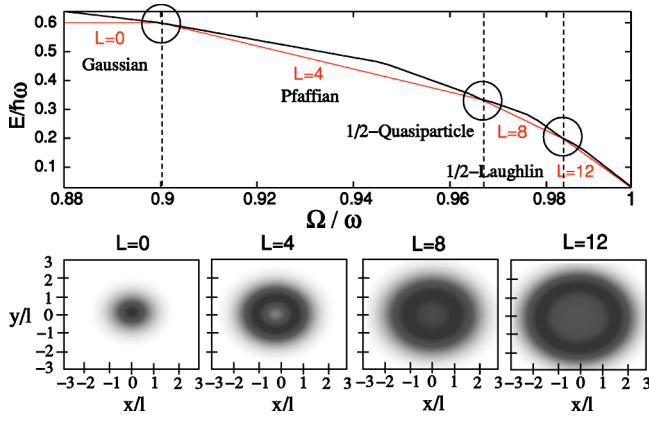 E/ħω
0.6
0.5
0.4
0.3
0.2
0.1
L=0
Gaussian
L=4
Pfaffian
1/2-Quasiparticle
L=8
1/2-Laughlin
L=12
0.88 0.9 0.92 0.94 0.96 0.98 1
Ω / ω
L=0 L=4 L=8 L=12
y/l
3
2
1
0
-1
-2
-3
-3 -2 -1 0 1 2 3 -3 -2 -1 0 1 2 3 -3 -2 -1 0 1 2 3 -3 -2 -1 0 1 2 3
x/l x/l x/l x/l